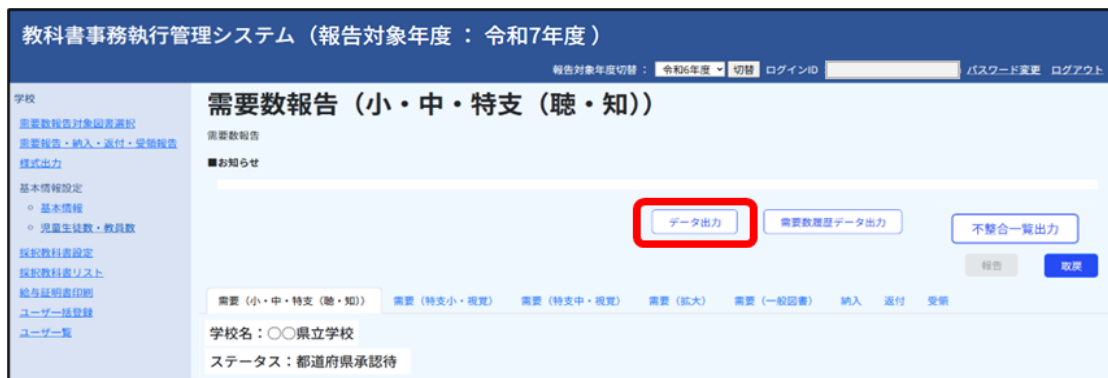 教科書事務執行管理システム（報告対象年度 ： 令和7年度 ）
報告対象年度切替 ： 令和6年度 切替 ログインID パスワード変更 ログアウト
学校
需要数報告対象図書選択
需要報告・納入・返付・受領報告
様式出力
基本情報設定
基本情報
児童生徒数・教員数
採択教科書設定
採択教科書リスト
給与証明書印刷
ユーザー一括登録
ユーザ一覧
需要数報告（小・中・特支（聴・知））
需要数報告
■お知らせ
データ出力 需要数履歴データ出力 不整合一覧出力
報告 取戻
需要（小・中・特支（聴・知）） 需要（特支小・視覚） 需要（特支中・視覚） 需要（拡大） 需要（一般図書） 納入 返付 受領
学校名：〇〇県立学校
ステータス：都道府県承認待